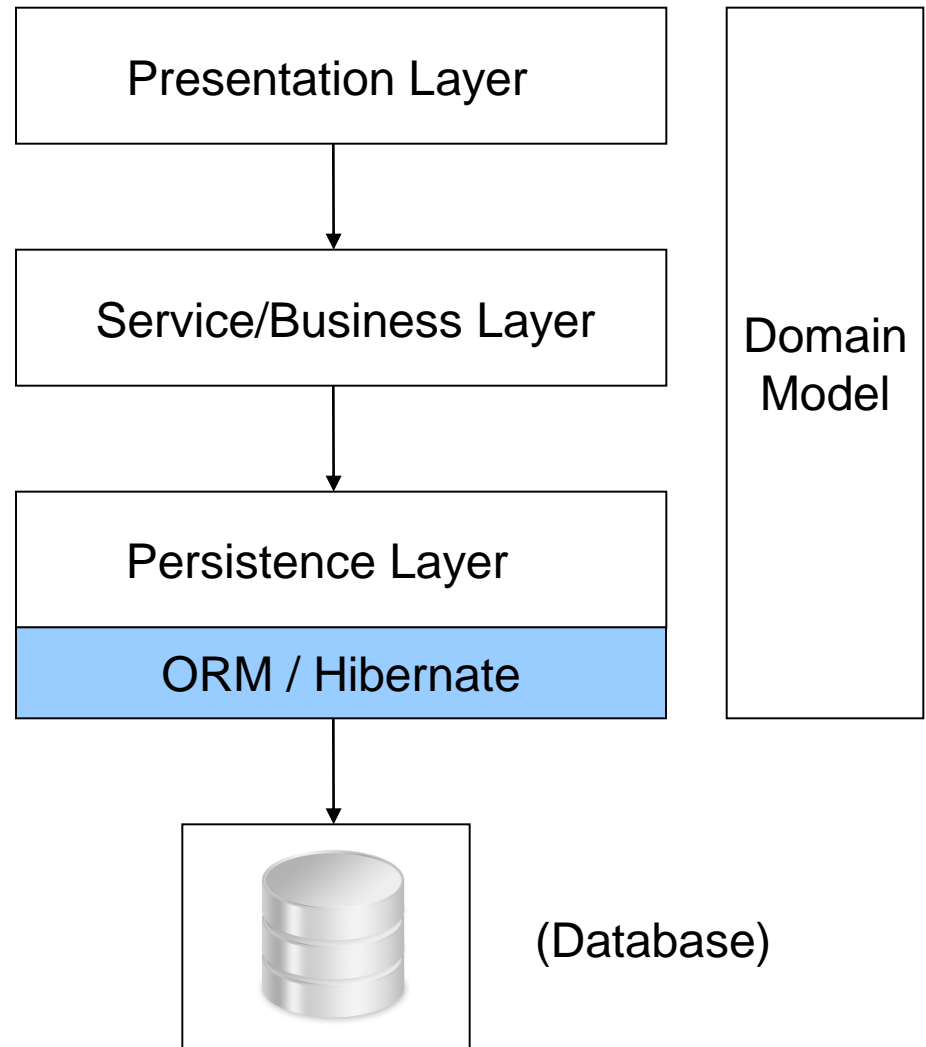 Presentation Layer
Service/Business Layer
Domain
Model
Persistence Layer
ORM / Hibernate
(Database)